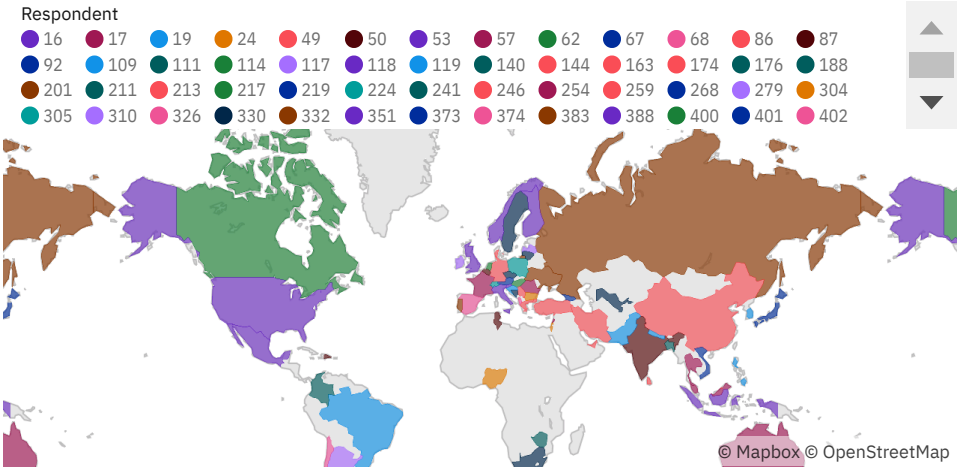 Respondent
16 17 19 24 49 50 53 57 62 67 68 86 87
92 109 111 114 117 118 119 140 144 163 174 176 188
201 211 213 217 219 224 241 246 254 259 268 279 304
305 310 326 330 332 351 373 374 383 388 400 401 402
© Mapbox © OpenStreetMap